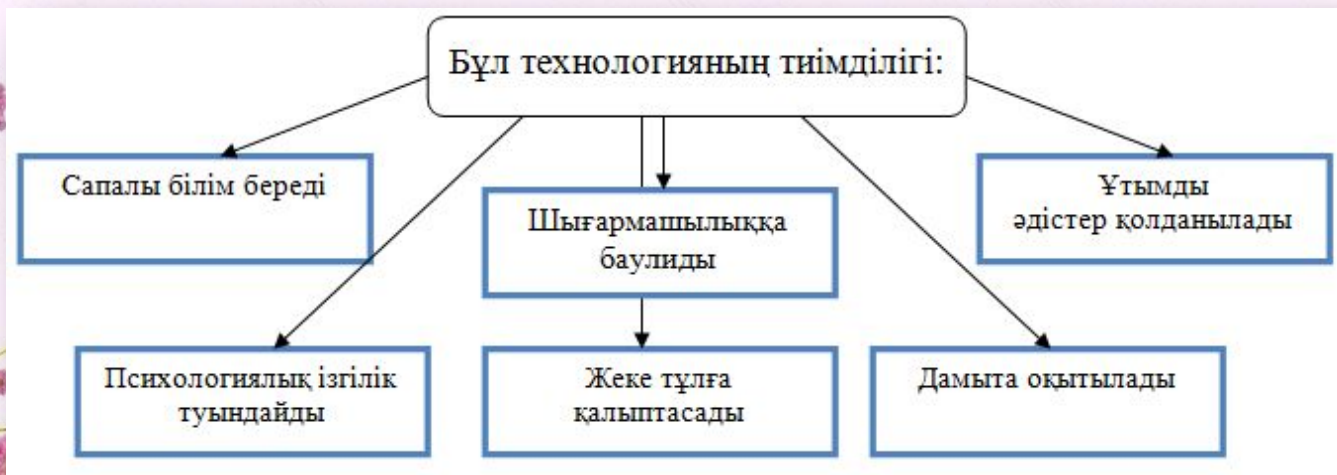 Бұл технологияның тиімділігі:
Сапалы білім береді
Шығармашылыққа
баулиды
Ұтымды
әдістер қолданылады
Психологиялық ізгілік
туындайды
Жеке тұлға
қалыптасады
Дамыта оқытылады